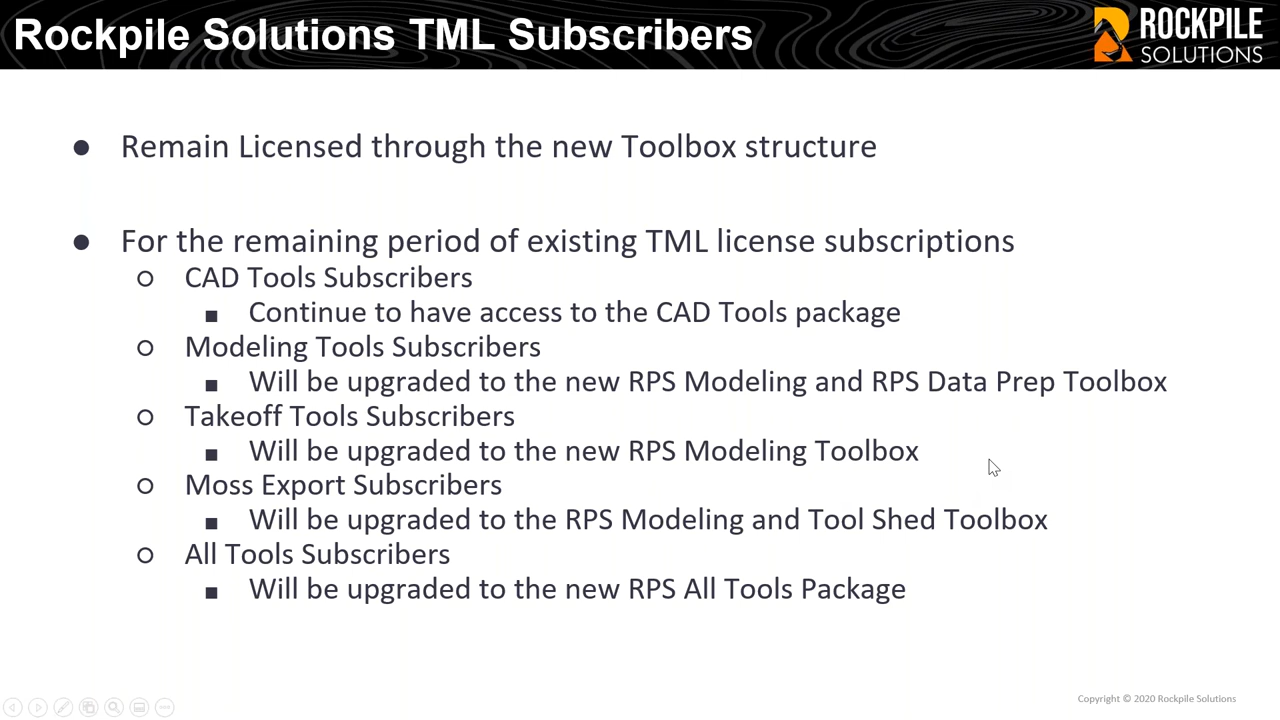 Rockpile Solutions TML Subscribers
ROCKPILE
SOLUTIONS
● Remain Licensed through the new Toolbox structure
● For the remaining period of existing TML license subscriptions
○ CAD Tools Subscribers
■ Continue to have access to the CAD Tools package
○ Modeling Tools Subscribers
■ Will be upgraded to the new RPS Modeling and RPS Data Prep Toolbox
○ Takeoff Tools Subscribers
■ Will be upgraded to the new RPS Modeling Toolbox
○ Moss Export Subscribers
■ Will be upgraded to the RPS Modeling and Tool Shed Toolbox
○ All Tools Subscribers
■ Will be upgraded to the new RPS All Tools Package
Copyright © 2020 Rockpile Solutions